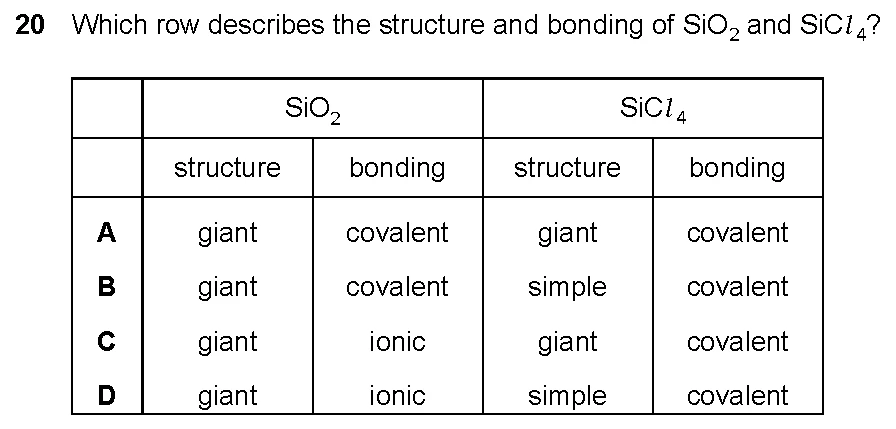 20 Which row describes the structure and bonding of SiO2 and SiCl4?
SiO2 SiCl4
structure bonding structure bonding
A giant covalent giant covalent
B giant covalent simple covalent
C giant ionic giant covalent
D giant ionic simple covalent